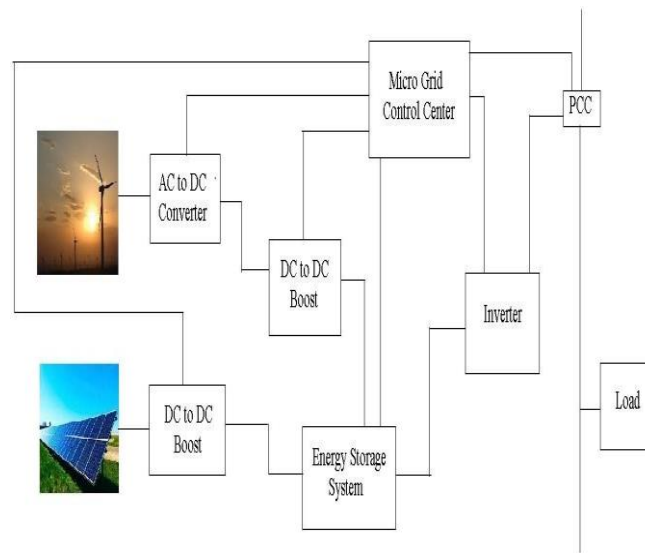 Micro Grid
Control Center
PCC
AC to DC
Converter
DC to DC
Boost
Inverter
DC to DC
Boost
Energy Storage
System
Load